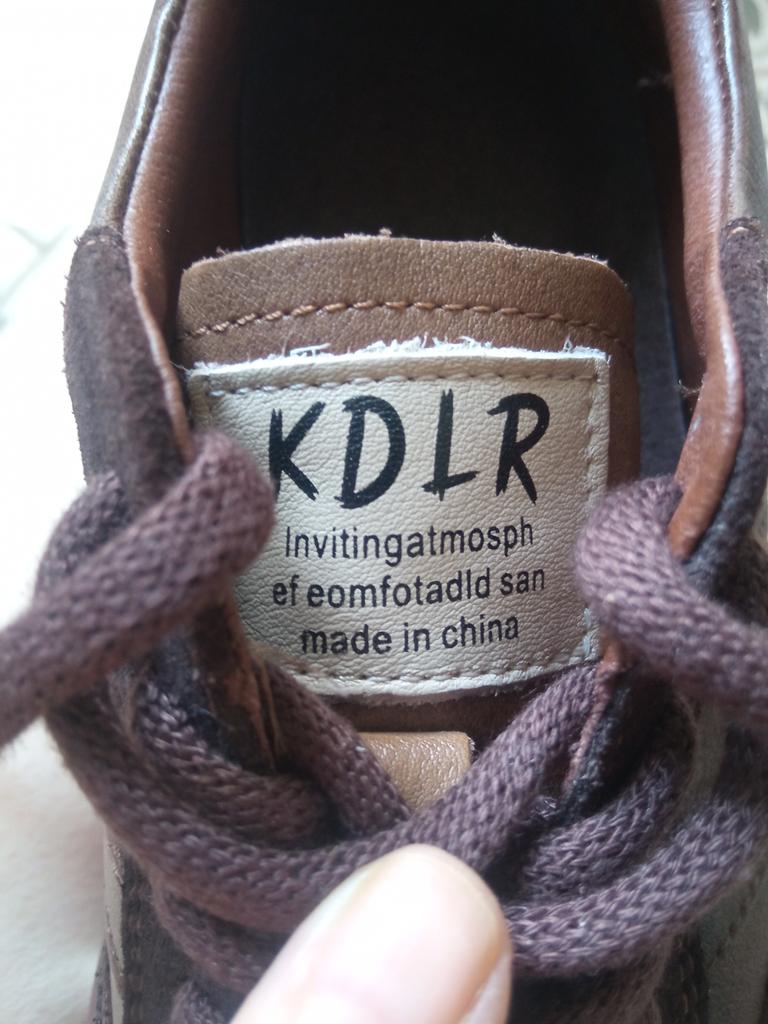 KDLR
Invitingatmosph
ef eomfotadld san
made in china